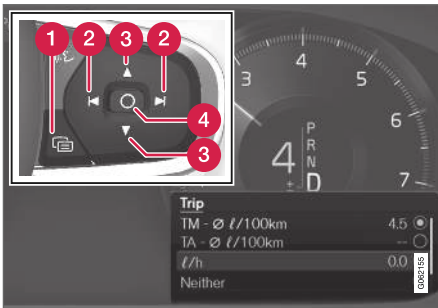 1
2
3
2
4
3
3
4
5
6
7
P
R
N
4
±
D
Trip
TM - Ø ℓ/100km 4.5
TA - Ø ℓ/100km --
ℓ/h 0.0
Neither
G062155